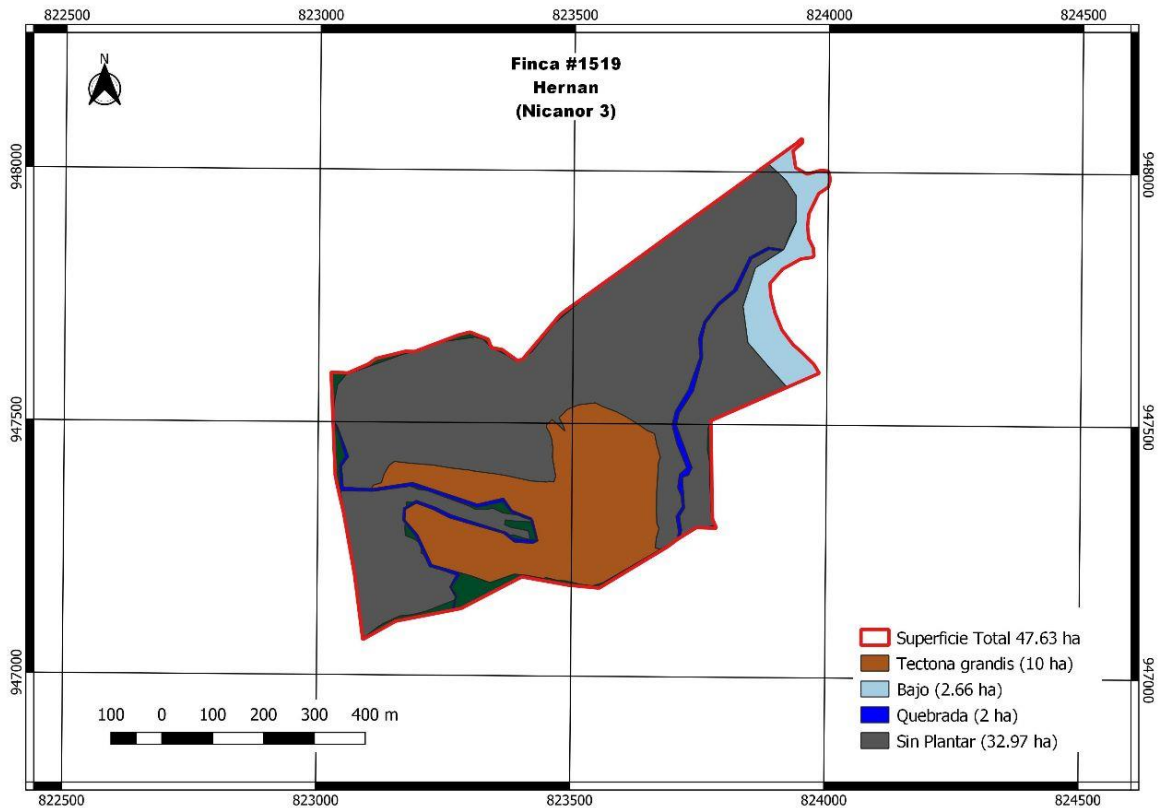 822500 823000 823500 824000 824500
N
Finca #1519
Hernan
(Nicanor 3)
948000 948000
947500 947500
947000 947000
Superficie Total 47.63 ha
Tectona grandis (10 ha)
Bajo (2.66 ha)
Quebrada (2 ha)
Sin Plantar (32.97 ha)
100 0 100 200 300 400 m
822500 823000 823500 824000 824500